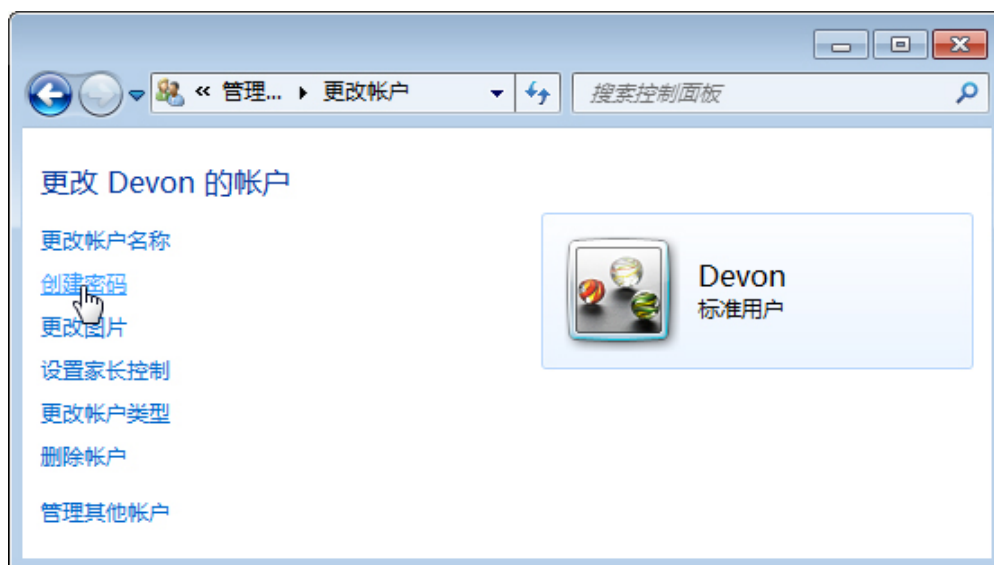 « 管理... ▸ 更改帐户
搜索控制面板
更改 Devon 的帐户
更改帐户名称
创建密码
更改图片
设置家长控制
更改帐户类型
删除帐户
管理其他帐户
Devon
标准用户